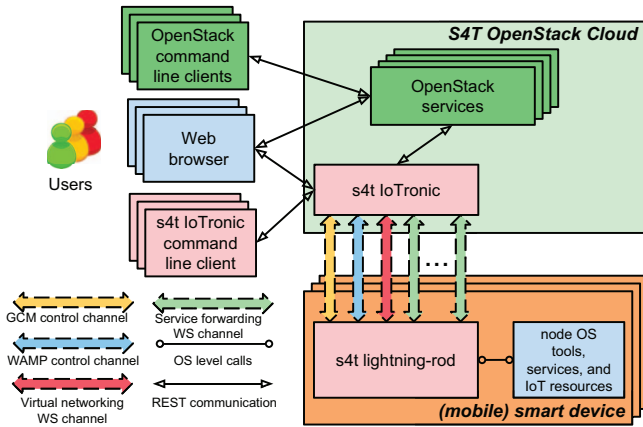 OpenStack
command
line clients
S4T OpenStack Cloud
OpenStack
services
Web
browser
Users
s4t IoTronic
s4t IoTronic
command
line client
...
GCM control channel
Service forwarding
WS channel
WAMP control channel
OS level calls
Virtual networking
WS channel
REST communication
s4t lightning-rod
node OS
tools,
services, and
IoT resources
(mobile) smart device